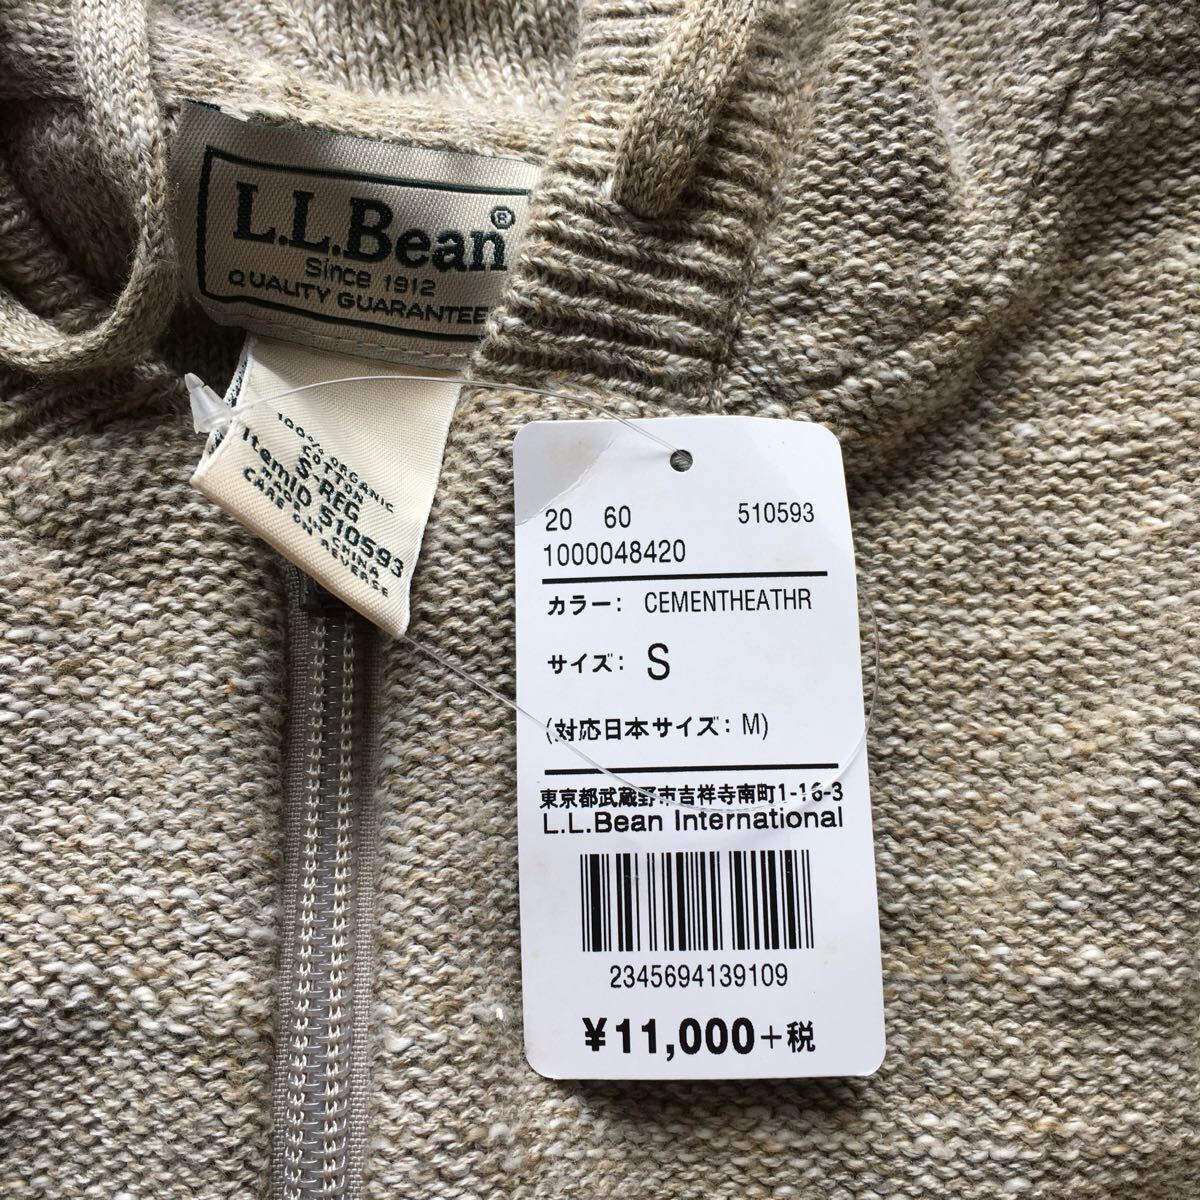 L.L.Bean®
Since 1912
QUALITY GUARANTEE
100% ORGANIC
COTTON
S-REG
ItemID 510593
MADE IN CHINA
CARE ON REVERSE
20 60 510593
1000048420
カラー: CEMENTHEATHR
サイズ: S
(対応日本サイズ: M)
東京都武蔵野市吉祥寺南町1-16-3
L.L.Bean International
2345694139109
¥11,000+税